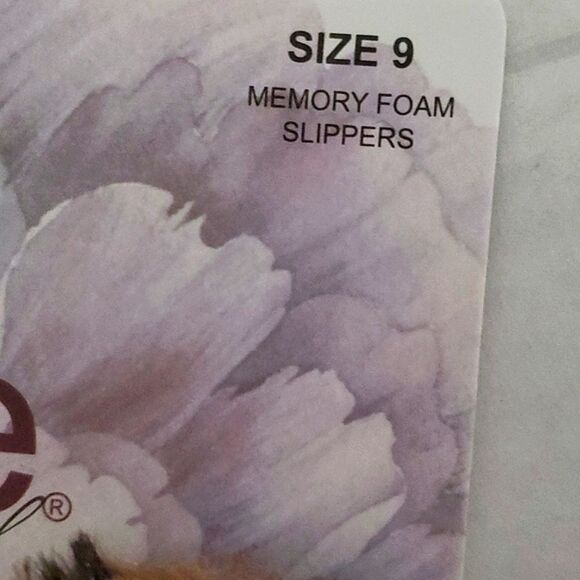 SIZE 9
MEMORY FOAM
SLIPPERS
e
®